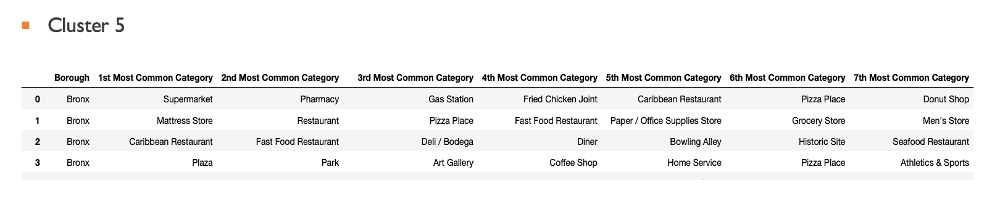 Cluster 5
Borough 1st Most Common Category 2nd Most Common Category 3rd Most Common Category 4th Most Common Category 5th Most Common Category 6th Most Common Category 7th Most Common Category
0 Bronx Supermarket Pharmacy Gas Station Fried Chicken Joint Caribbean Restaurant Pizza Place Donut Shop
1 Bronx Mattress Store Restaurant Pizza Place Fast Food Restaurant Paper / Office Supplies Store Grocery Store Men's Store
2 Bronx Caribbean Restaurant Fast Food Restaurant Deli / Bodega Diner Bowling Alley Historic Site Seafood Restaurant
3 Bronx Plaza Park Art Gallery Coffee Shop Home Service Pizza Place Athletics & Sports